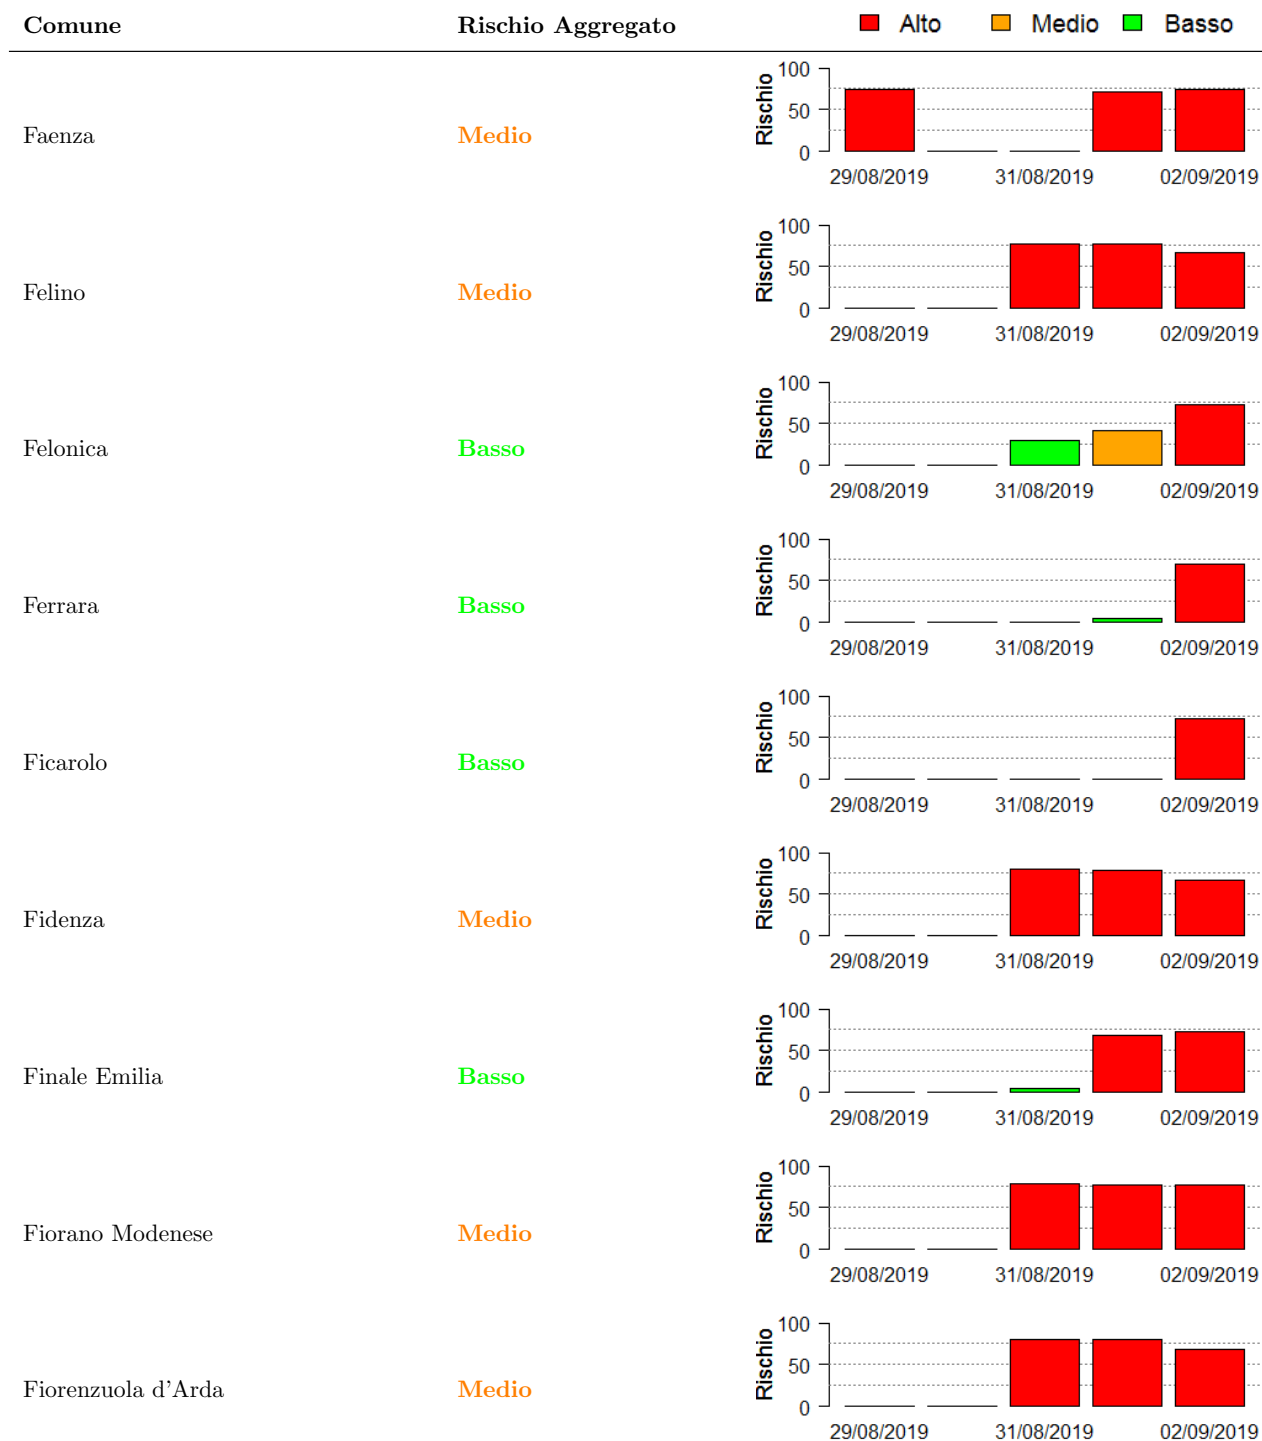 Comune Rischio Aggregato Alto Medio Basso
Faenza Medio Rischio 100 50 0
29/08/2019 31/08/2019 02/09/2019
Felino Medio Rischio 100 50 0
29/08/2019 31/08/2019 02/09/2019
Felonica Basso Rischio 100 50 0
29/08/2019 31/08/2019 02/09/2019
Ferrara Basso Rischio 100 50 0
29/08/2019 31/08/2019 02/09/2019
Ficarolo Basso Rischio 100 50 0
29/08/2019 31/08/2019 02/09/2019
Fidenza Medio Rischio 100 50 0
29/08/2019 31/08/2019 02/09/2019
Finale Emilia Basso Rischio 100 50 0
29/08/2019 31/08/2019 02/09/2019
Fiorano Modenese Medio Rischio 100 50 0
29/08/2019 31/08/2019 02/09/2019
Fiorenzuola d'Arda Medio Rischio 100 50 0
29/08/2019 31/08/2019 02/09/2019